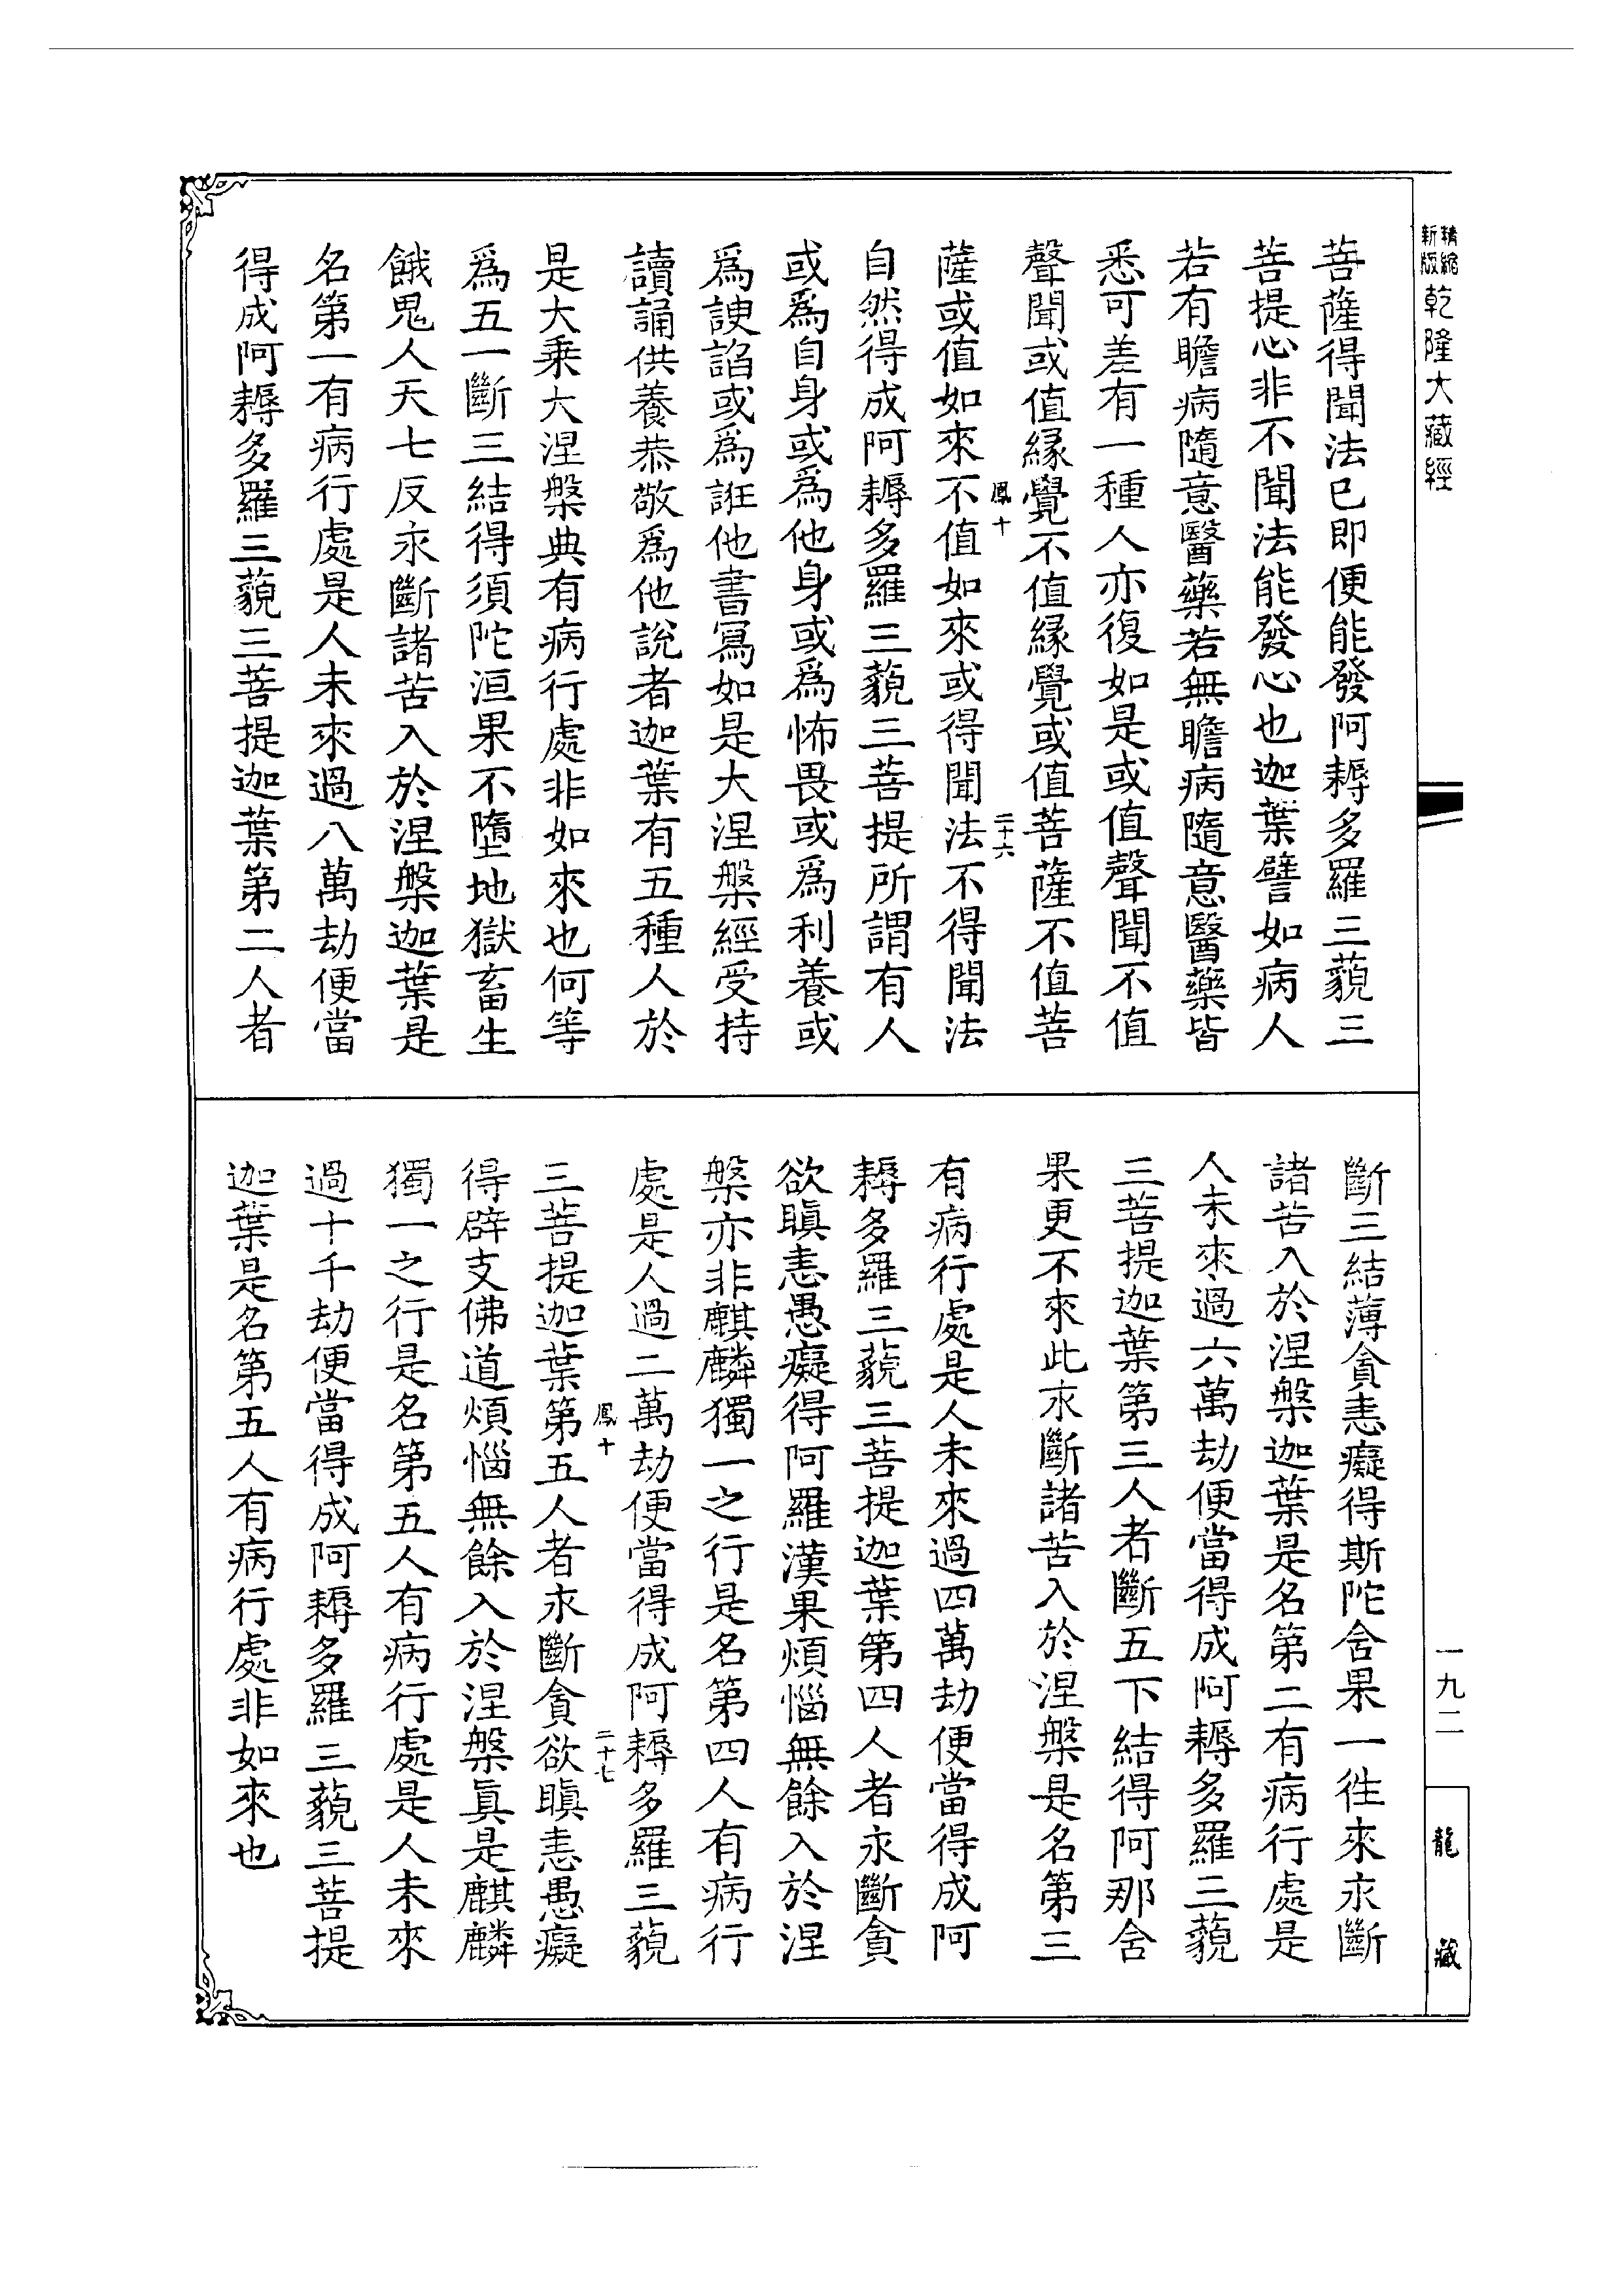 新版
精縮
乾隆大藏經
菩薩得聞法已即便能發阿耨多羅三藐三
菩提心非不聞法能發心也迦葉譬如病人
若有瞻病隨意醫藥若無瞻病隨意醫藥皆
悉可差有一種人亦復如是或值聲聞不值
聲聞或值緣覺不值緣覺或值菩薩不值菩
鳳十
二十六
薩或值如來不值如來或得聞法不得聞法
自然得成阿耨多羅三藐三菩提所謂有人
或爲自身或爲他身或爲怖畏或爲利養或
爲諛諂或爲誑他書寫如是大涅槃經受持
讀誦供養恭敬爲他說者迦葉有五種人於
是大乘大涅槃典有病行處非如來也何等
爲五一斷三結得須陀洹果不墮地獄畜生
餓鬼人天七反永斷諸苦入於涅槃迦葉是
名第一有病行處是人未來過八萬劫便當
得成阿耨多羅三藐三菩提迦葉第二人者
斷三結薄貪恚癡得斯陀含果一徃來永斷
諸苦入於涅槃迦葉是名第二有病行處是
人未來過六萬劫便當得成阿耨多羅三藐
三菩提迦葉第三人者斷五下結得阿那含
果更不來此永斷諸苦入於涅槃是名第三
有病行處是人未來過四萬劫便當得成阿
耨多羅三藐三菩提迦葉第四人者永斷貪
欲瞋恚愚癡得阿羅漢果煩惱無餘入於涅
槃亦非麒麟獨一之行是名第四人有病行
處是人過二萬劫便當得成阿耨多羅三藐
鳳十
二十七
三菩提迦葉第五人者永斷貪欲瞋恚愚癡
得辟支佛道煩惱無餘入於涅槃眞是麒麟
獨一之行是名第五人有病行處是人未來
過十千劫便當得成阿耨多羅三藐三菩提
迦葉是名第五人有病行處非如來也
一九二
龍藏